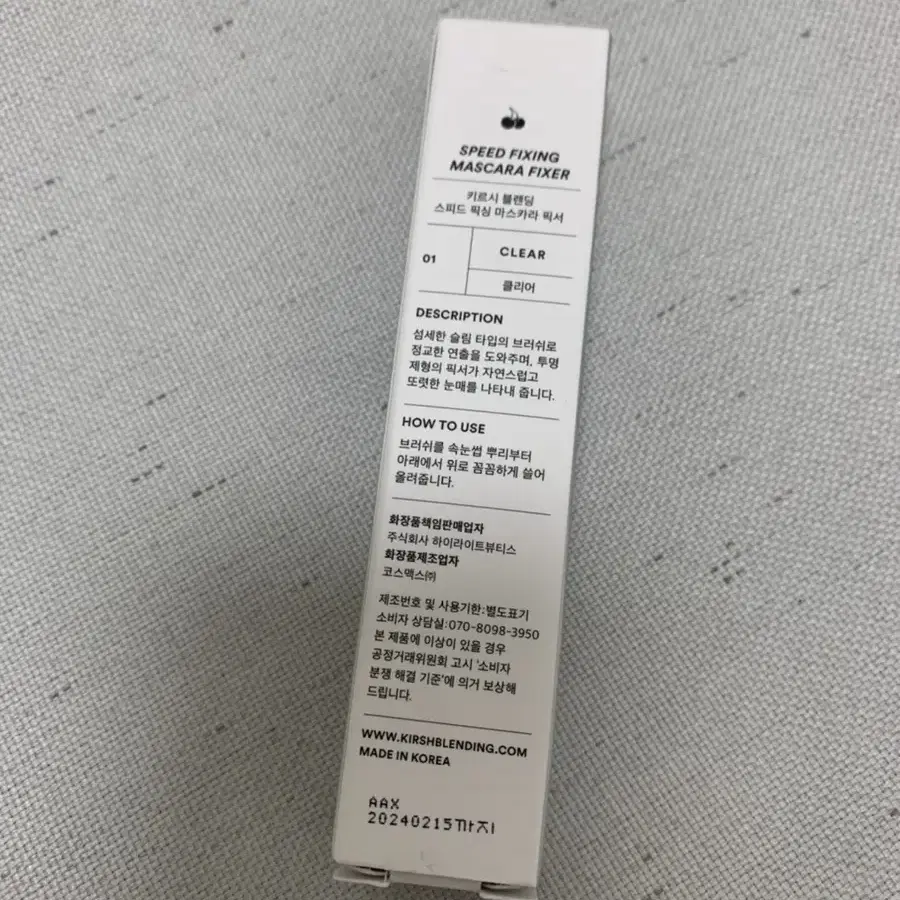 SPEED FIXING
MASCARA FIXER
키르시 블랜딩
스피드 픽싱 마스카라 픽서
01
CLEAR
클리어
DESCRIPTION
섬세한 슬림 타입의 브러쉬로
정교한 연출을 도와주며, 투명
제형의 픽서가 자연스럽고
또렷한 눈매를 나타내 줍니다.
HOW TO USE
브러쉬를 속눈썹 뿌리부터
아래에서 위로 꼼꼼하게 쓸어
올려줍니다.
화장품책임판매업자
주식회사 하이라이트뷰티스
화장품제조업자
코스맥스㈜
제조번호 및 사용기한:별도표기
소비자 상담실:070-8098-3950
본 제품에 이상이 있을 경우
공정거래위원회 고시 '소비자
분쟁 해결 기준'에 의거 보상해
드립니다.
WWW.KIRSHBLENDING.COM
MADE IN KOREA
AAX
20240215까지